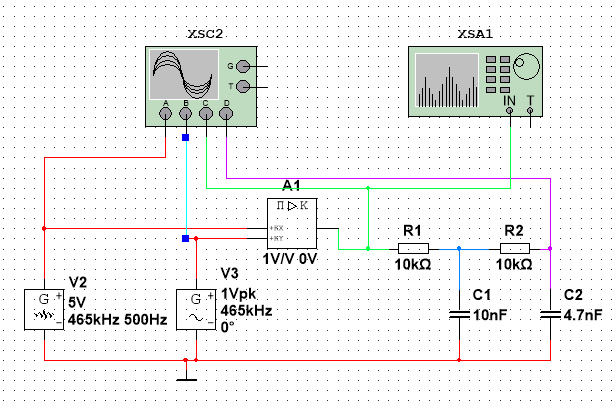 XSC2
XSA1
G
T
A B C D
IN T
A1
П К
+KX
+KY
1V/V 0V
R1
10kΩ
R2
10kΩ
V2
5V
465kHz 500Hz
G
+
−
V3
1Vpk
465kHz
0°
G
+
−
C1
10nF
C2
4.7nF